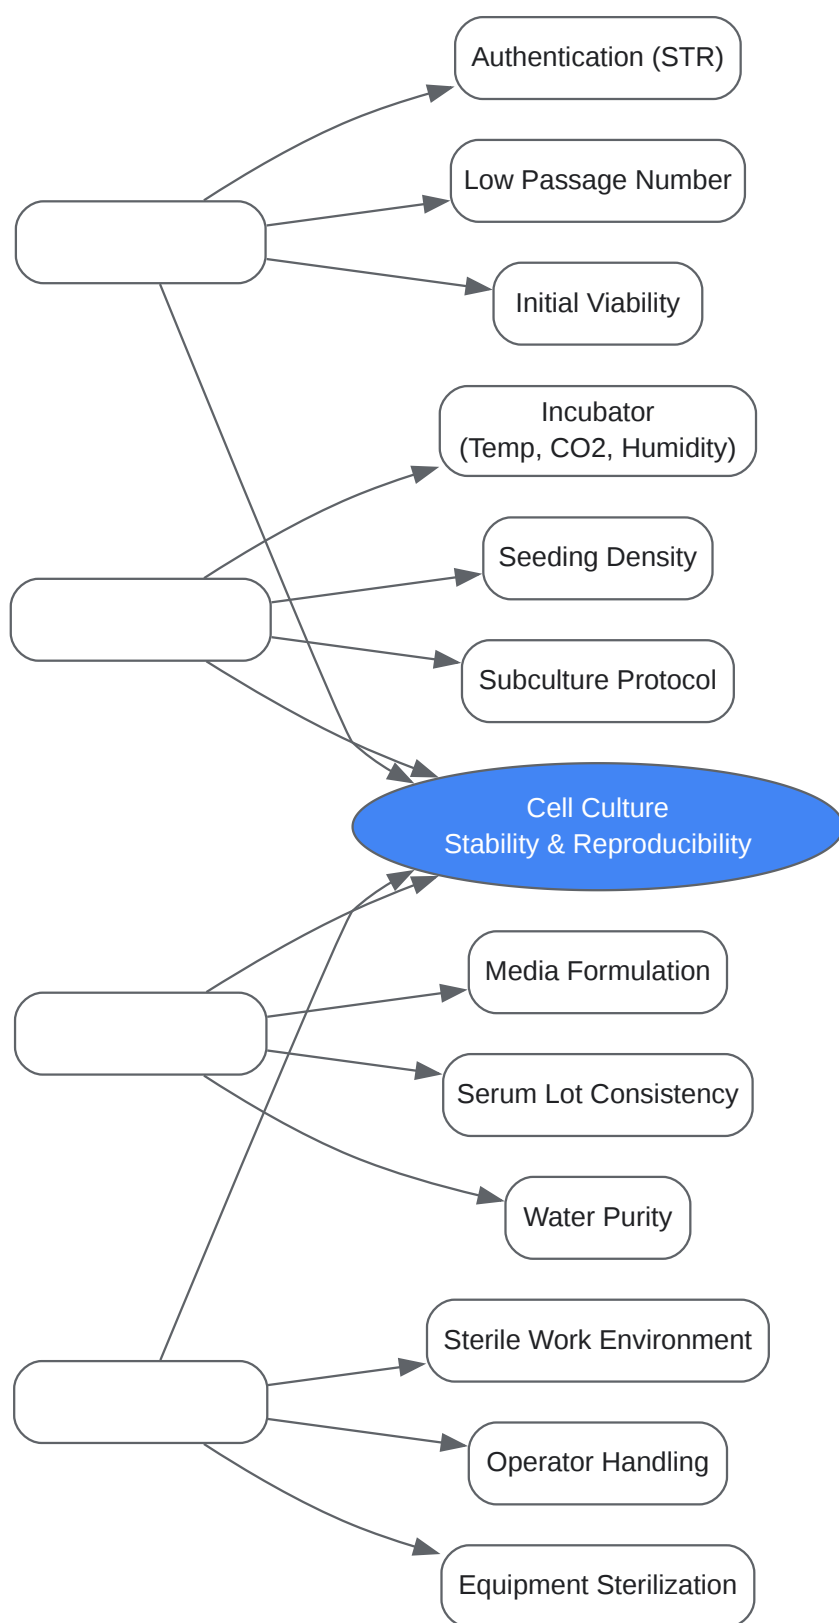 Authentication (STR)
Low Passage Number
Initial Viability
Incubator
(Temp, CO2, Humidity)
Seeding Density
Subculture Protocol
Cell Culture
Stability & Reproducibility
Media Formulation
Serum Lot Consistency
Water Purity
Sterile Work Environment
Operator Handling
Equipment Sterilization